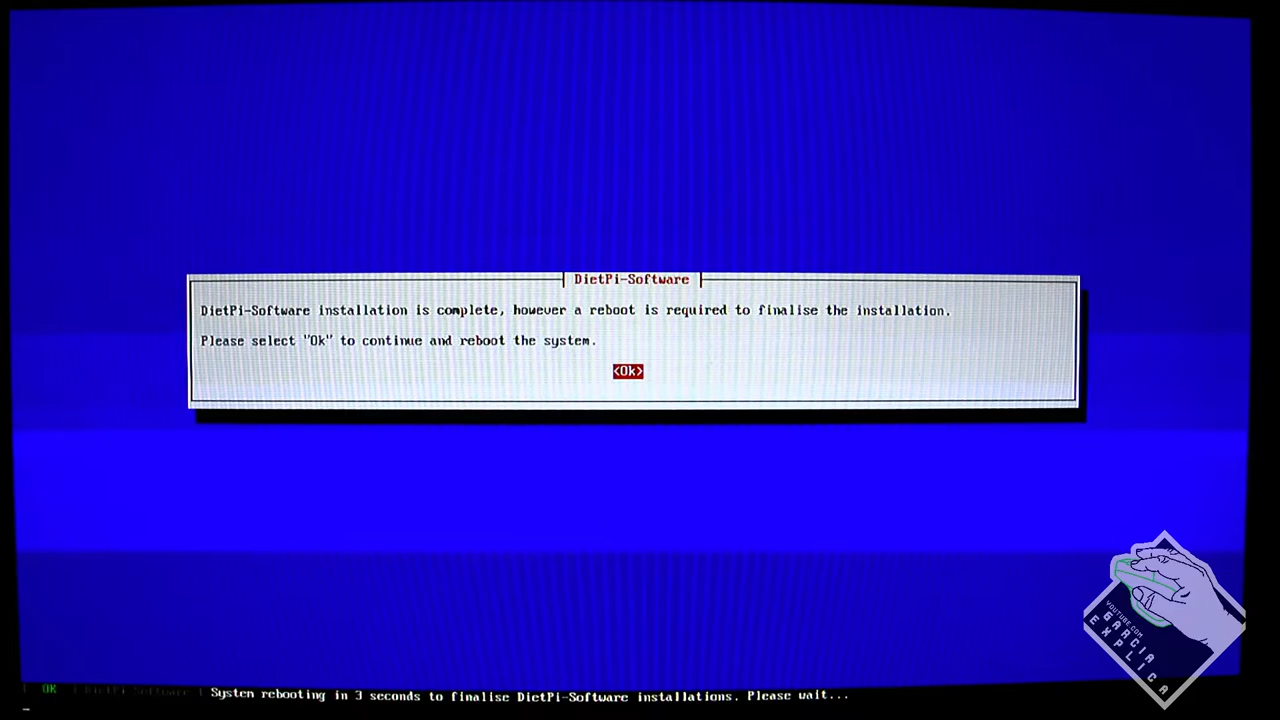 DietPi-Software
DietPi-Software installation is complete, however a reboot is required to finalise the installation.
Please select "Ok" to continue and reboot the system.
<Ok>
[ OK ] DietPi-Software | System rebooting in 3 seconds to finalise DietPi-Software installations. Please wait...
YOUTUBE.COM
GARCIA
EXPLICA